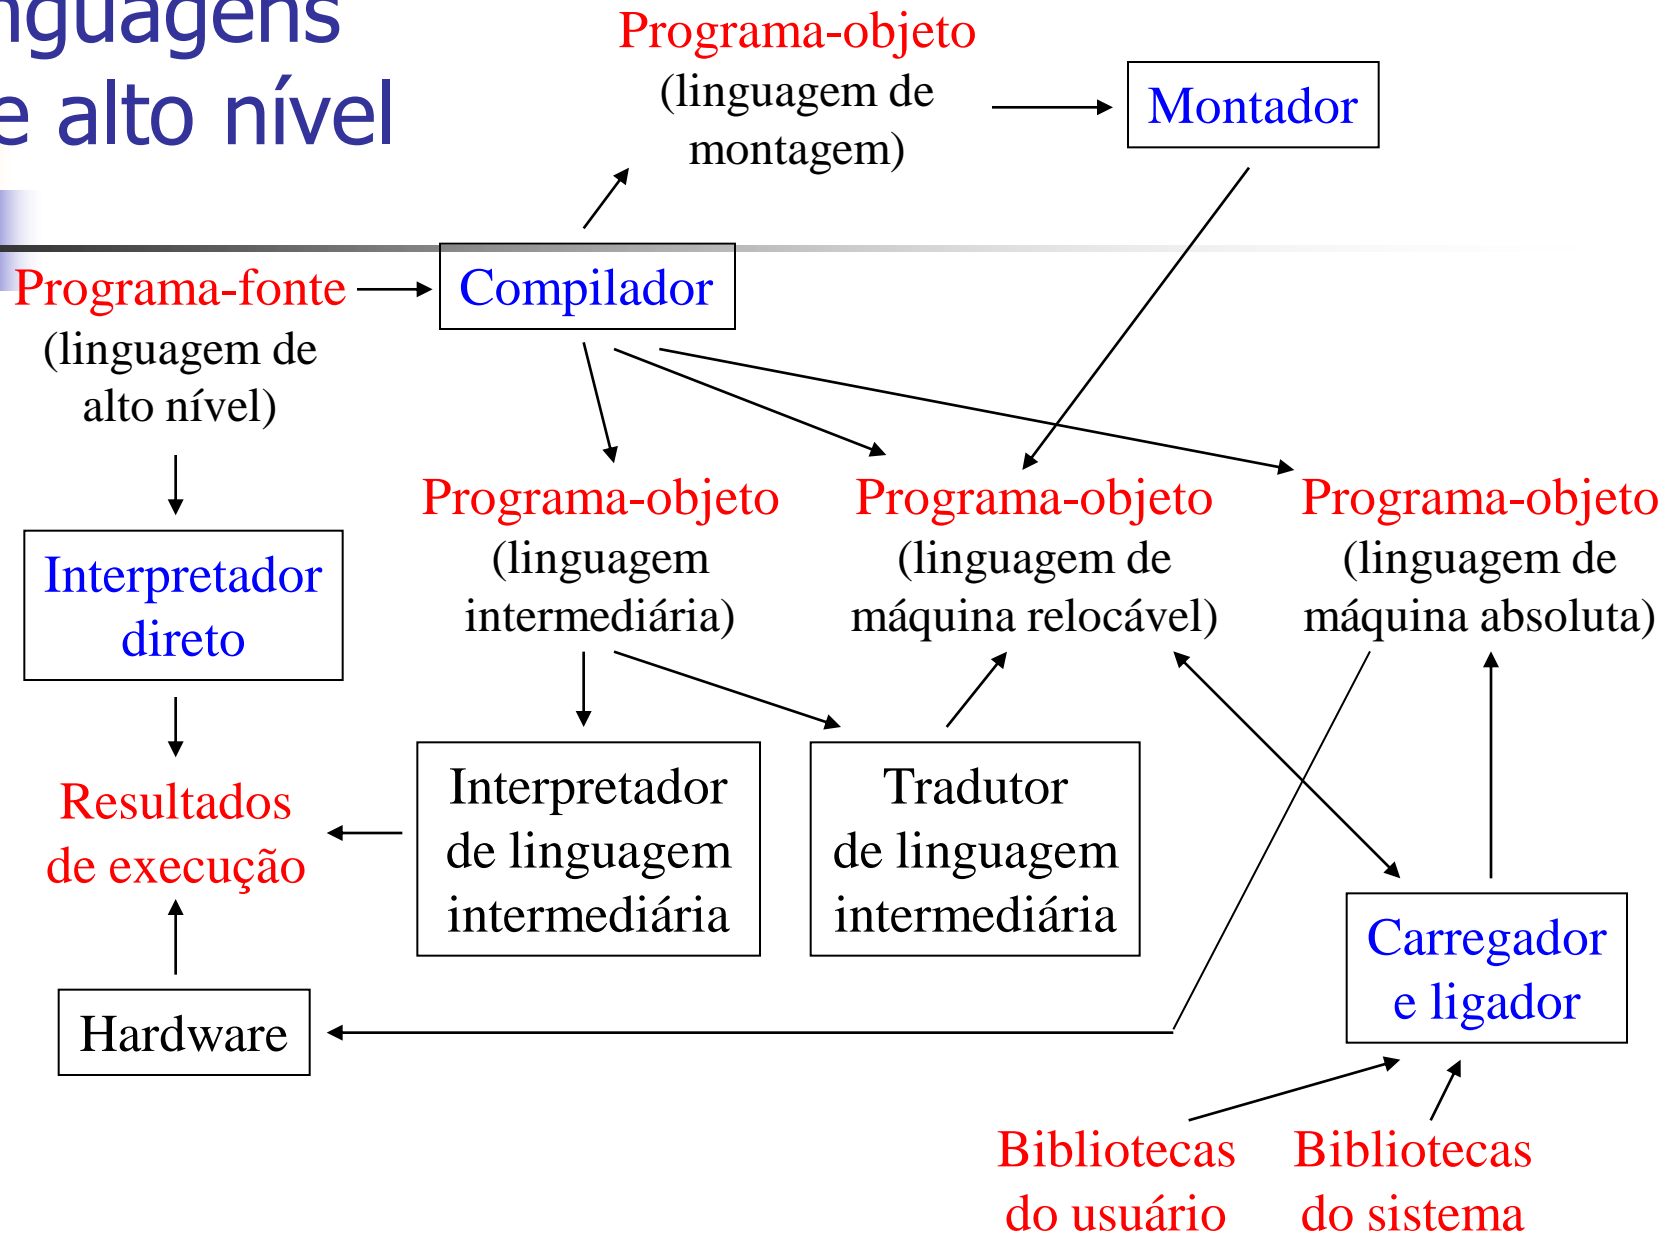 nguagens
e alto nível
Programa-objeto
(linguagem de
montagem)
Montador
Programa-fonte
(linguagem de
alto nível)
Compilador
Interpretador
direto
Programa-objeto
(linguagem
intermediária)
Programa-objeto
(linguagem de
máquina relocável)
Programa-objeto
(linguagem de
máquina absoluta)
Resultados
de execução
Interpretador
de linguagem
intermediária
Tradutor
de linguagem
intermediária
Carregador
e ligador
Hardware
Bibliotecas
do usuário
Bibliotecas
do sistema